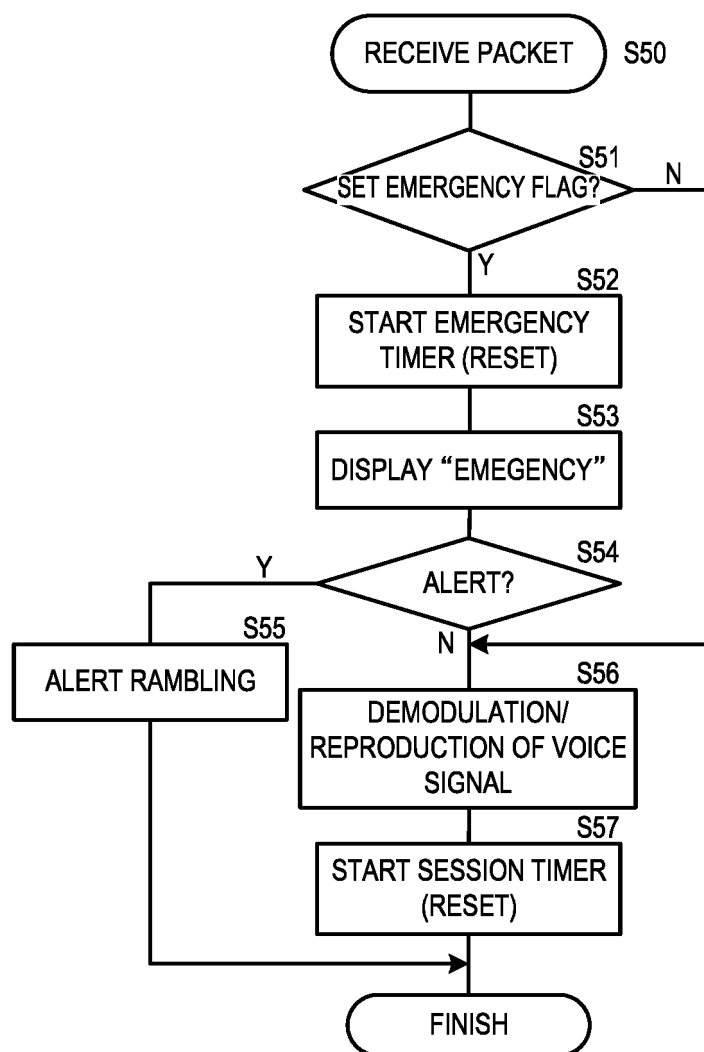 RECEIVE PACKET
S50
S51
SET EMERGENCY FLAG?
N
Y
S52
START EMERGENCY
TIMER (RESET)
S53
DISPLAY “EMEGENCY”
S54
Y
ALERT?
S55
N
ALERT RAMBLING
S56
DEMODULATION/
REPRODUCTION OF VOICE
SIGNAL
S57
START SESSION TIMER
(RESET)
FINISH